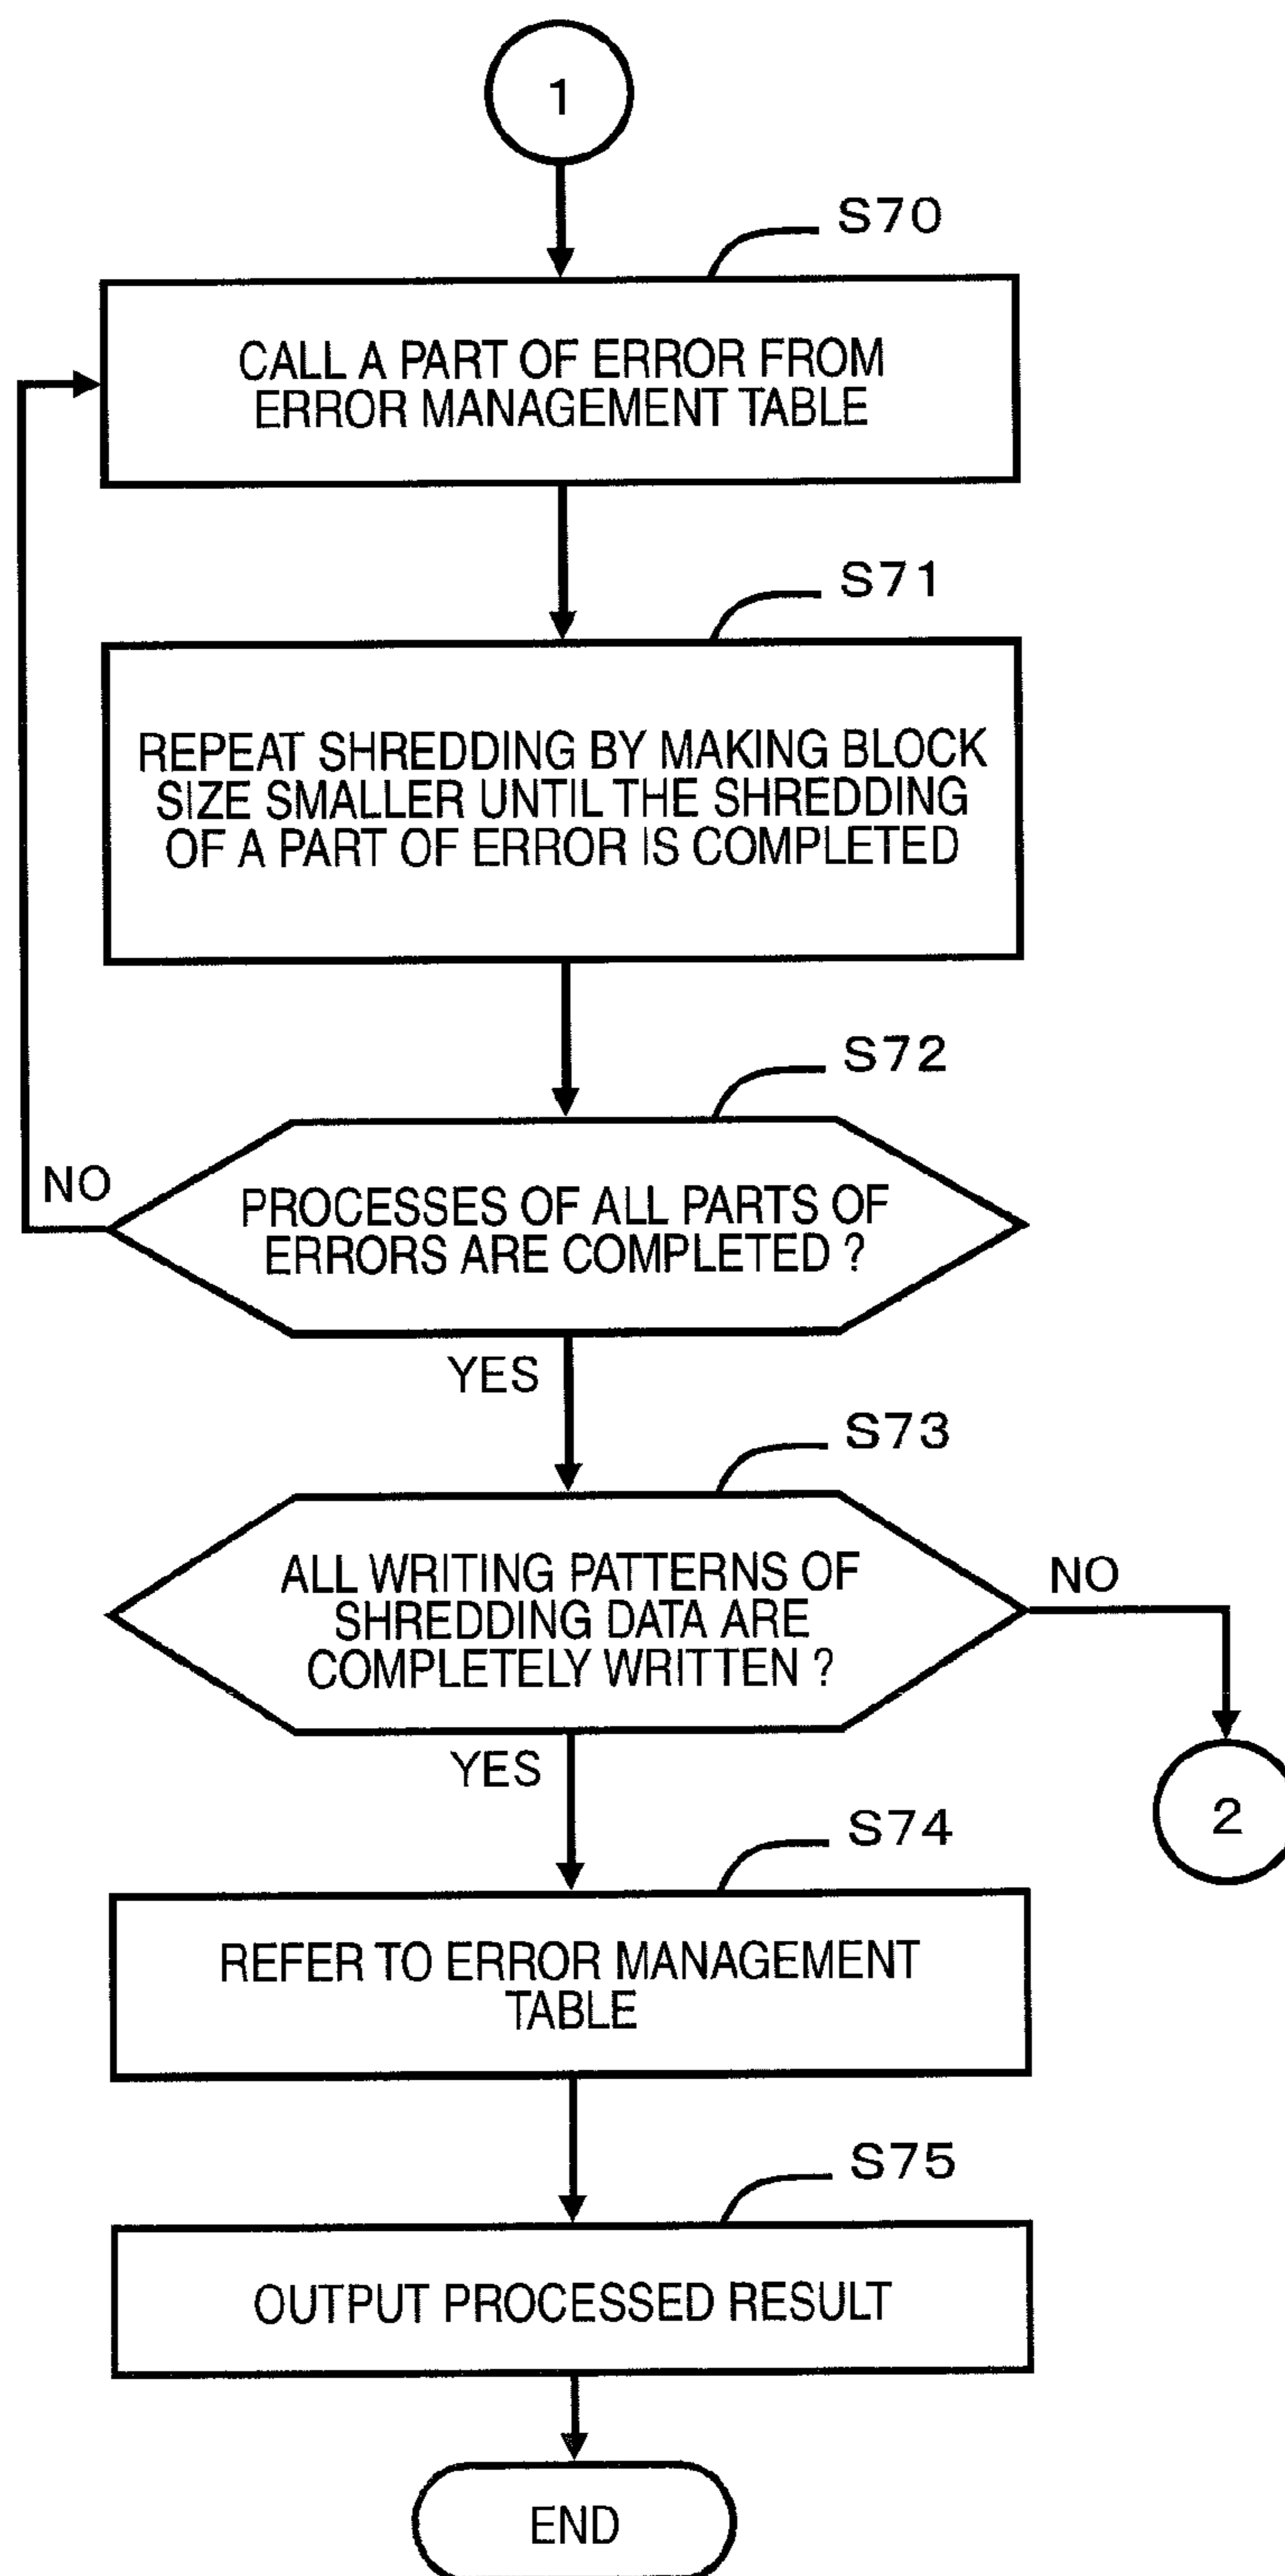 1
S70
CALL A PART OF ERROR FROM
ERROR MANAGEMENT TABLE
S71
REPEAT SHREDDING BY MAKING BLOCK
SIZE SMALLER UNTIL THE SHREDDING
OF A PART OF ERROR IS COMPLETED
S72
NO
PROCESSES OF ALL PARTS OF
ERRORS ARE COMPLETED ?
YES
S73
ALL WRITING PATTERNS OF
SHREDDING DATA ARE
COMPLETELY WRITTEN ?
NO
YES
2
S74
REFER TO ERROR MANAGEMENT
TABLE
S75
OUTPUT PROCESSED RESULT
END